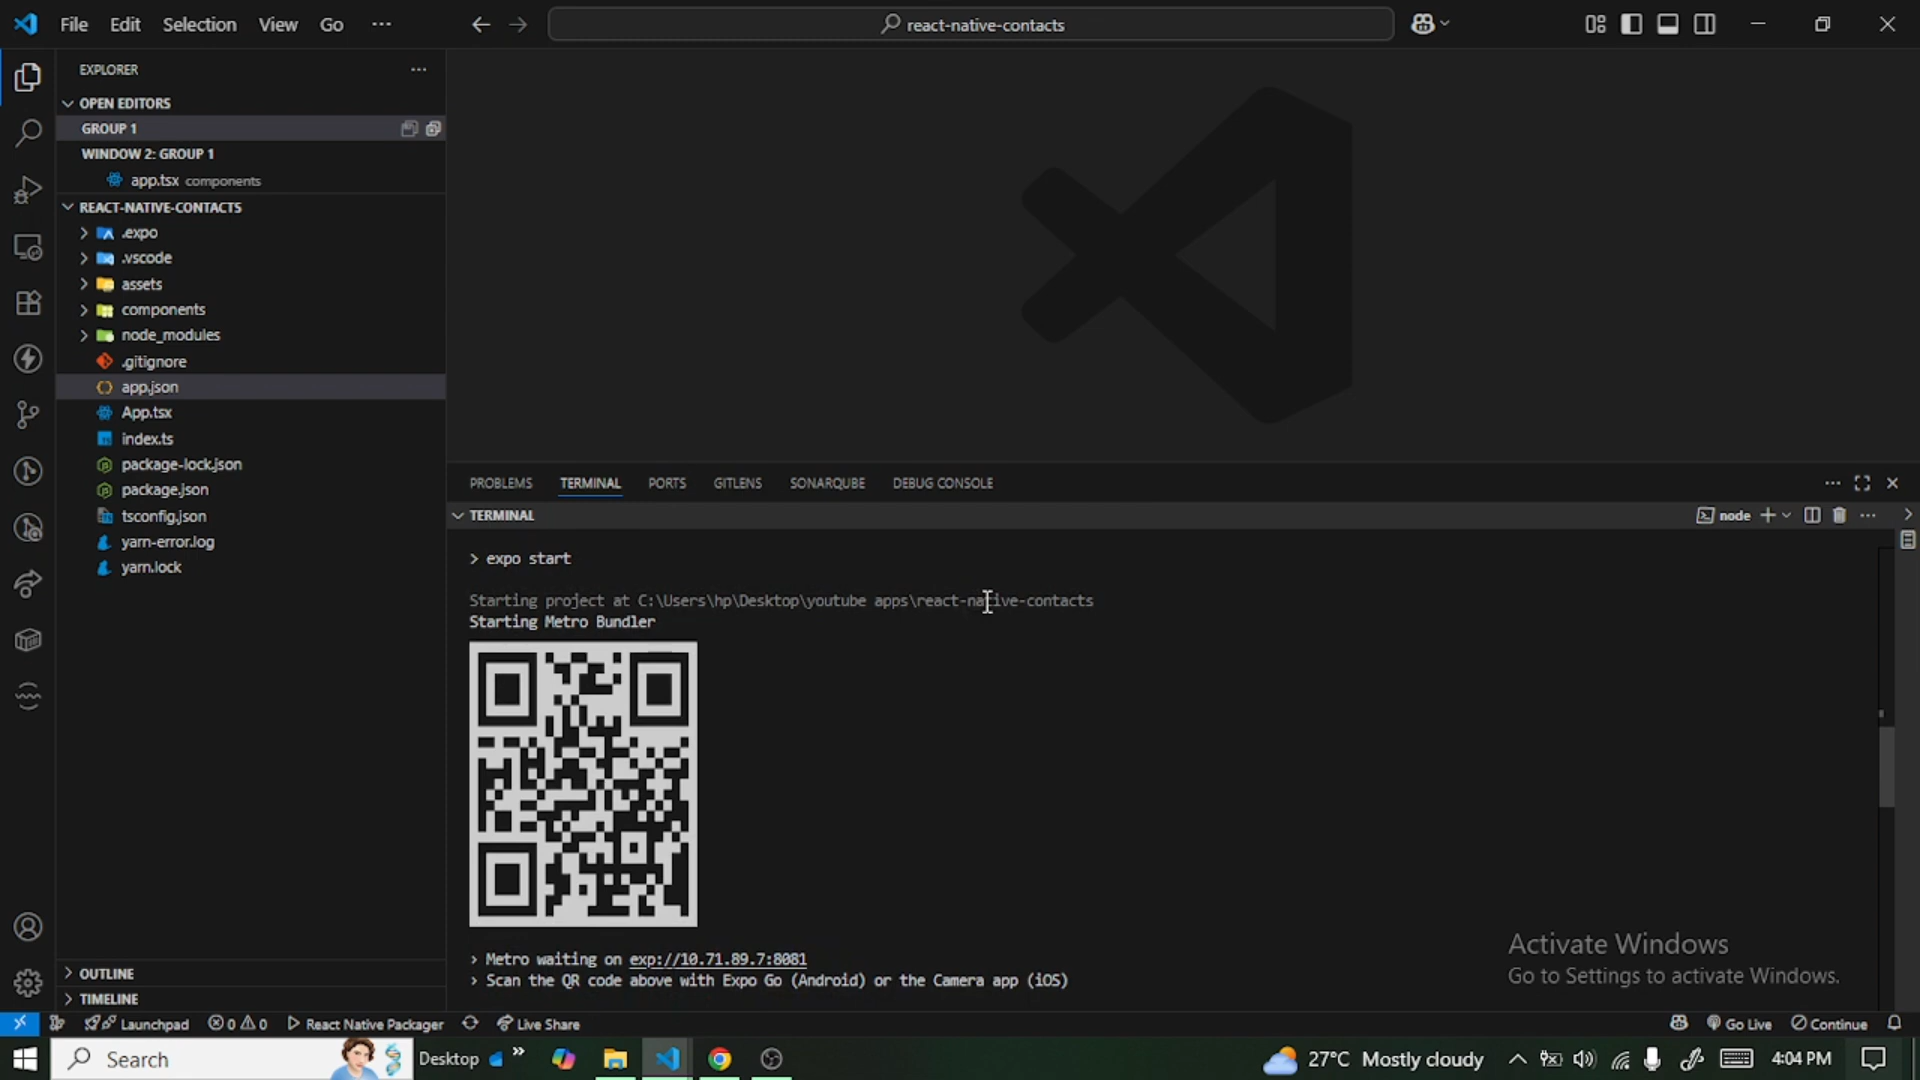 File Edit Selection View Go ···
react-native-contacts
EXPLORER
OPEN EDITORS
GROUP 1
WINDOW 2: GROUP 1
app.tsx components
REACT-NATIVE-CONTACTS
.expo
.vscode
assets
components
node_modules
.gitignore
app.json
App.tsx
index.ts
package-lock.json
package.json
tsconfig.json
yarn-error.log
yarn.lock
OUTLINE
TIMELINE
PROBLEMS TERMINAL PORTS GITLENS SONARQUBE DEBUG CONSOLE
TERMINAL
node
> expo start
Starting project at C:\Users\hp\Desktop\youtube apps\react-native-contacts
Starting Metro Bundler
› Metro waiting on exp://10.71.89.7:8081
› Scan the QR code above with Expo Go (Android) or the Camera app (iOS)
Activate Windows
Go to Settings to activate Windows.
Launchpad 0 0 React Native Packager Live Share
Go Live Continue
Search
Desktop
27°C Mostly cloudy
4:04 PM